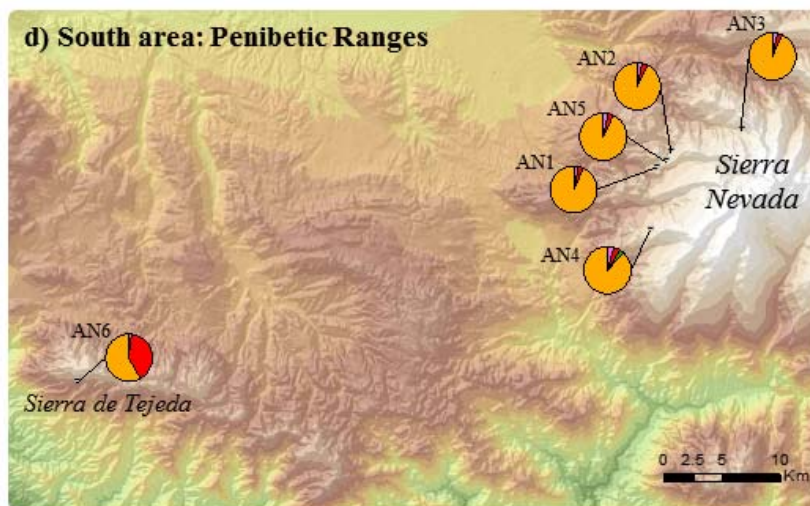 d) South area: Penibetic Ranges
AN3
AN2
AN5
AN1
Sierra
Nevada
AN4
AN6
Sierra de Tejeda
0 2.5 5 10
Km